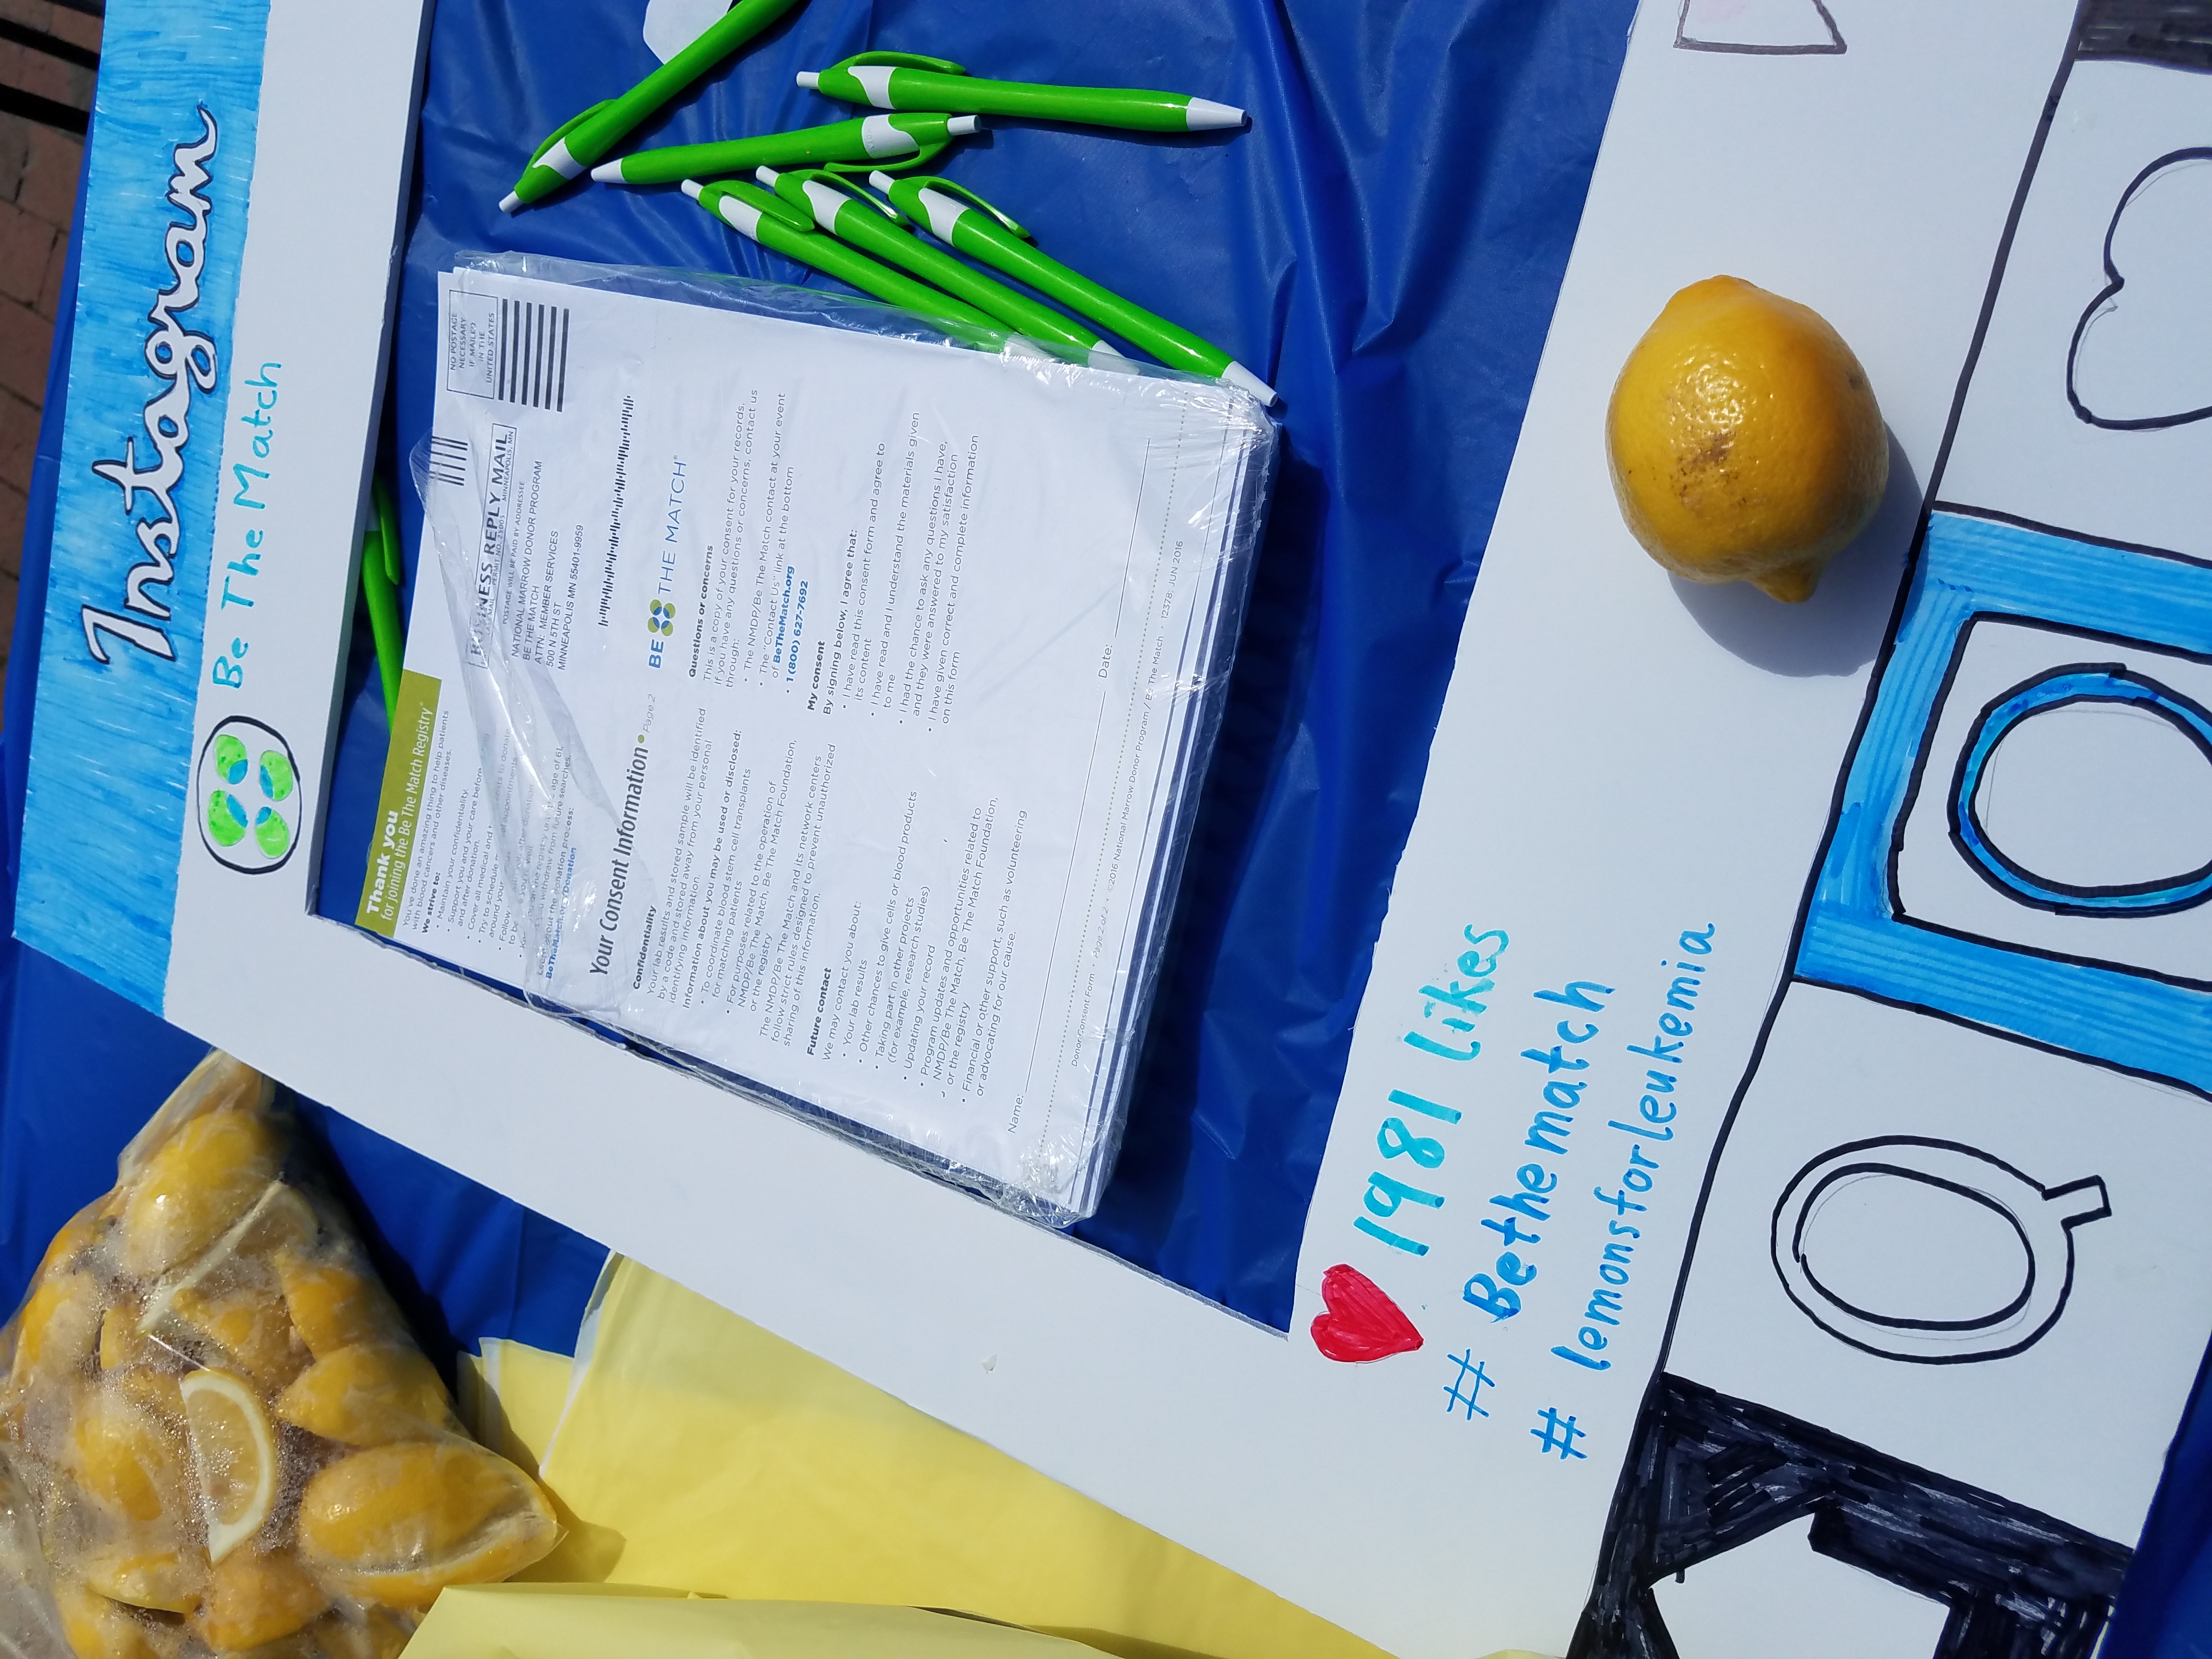 Instagram
Be The Match
Thank you
for joining the Be The Match Registry®
You've done an amazing thing to help patients
with blood cancers and other diseases.
We strive to:
• Maintain your confidentiality.
• Support you and your care before
and after donation.
• Cover all medical and costs to donate
• Try to schedule appointments
around your
• Follow after donation
to be you're well
the registry until age of 61,
you withdraw from future searches.
about the donation process:
BeTheMatch.org/Donation
BUSINESS REPLY MAIL
MAIL PERMIT NO. MINNEAPOLIS, MN
POSTAGE WILL BE PAID BY ADDRESSEE
NATIONAL MARROW DONOR PROGRAM
BE THE MATCH
ATTN: MEMBER SERVICES
500 N 5TH ST
MINNEAPOLIS MN 55401-9959
NO POSTAGE
NECESSARY
IF MAILED
IN THE
UNITED STATES
Your Consent Information • Page 2
Confidentiality
Your lab results and stored sample will be identified
by a code and stored away from your personal
identifying information.
Information about you may be used or disclosed:
• To coordinate blood stem cell transplants
for matching patients
• For purposes related to the operation of
NMDP/Be The Match, Be The Match Foundation,
or the registry
The NMDP/Be The Match and its network centers
follow strict rules designed to prevent unauthorized
sharing of this information.
Future contact
We may contact you about:
• Your lab results
• Other chances to give cells or blood products
• Taking part in other projects
(for example, research studies)
• Updating your record
• Program updates and opportunities related to
NMDP/Be The Match, Be The Match Foundation,
or the registry
• Financial or other support, such as volunteering
or advocating for our cause.
BE THE MATCH®
Questions or concerns
This is a copy of your consent for your records.
If you have any questions or concerns, contact us
through:
• The NMDP/Be The Match contact at your event
• The "Contact Us" link at the bottom
of BeTheMatch.org
• 1 (800) 627-7692
My consent
By signing below, I agree that:
• I have read this consent form and agree to
its content
• I have read and I understand the materials given
to me
• I had the chance to ask any questions I have,
and they were answered to my satisfaction
• I have given correct and complete information
on this form
Name: Date:
Donor Consent Form • Page 2 of 2 • ©2016 National Marrow Donor Program / Be The Match • 12378; JUN 2016
1981 likes
# Bethematch
# lemonsforleukemia